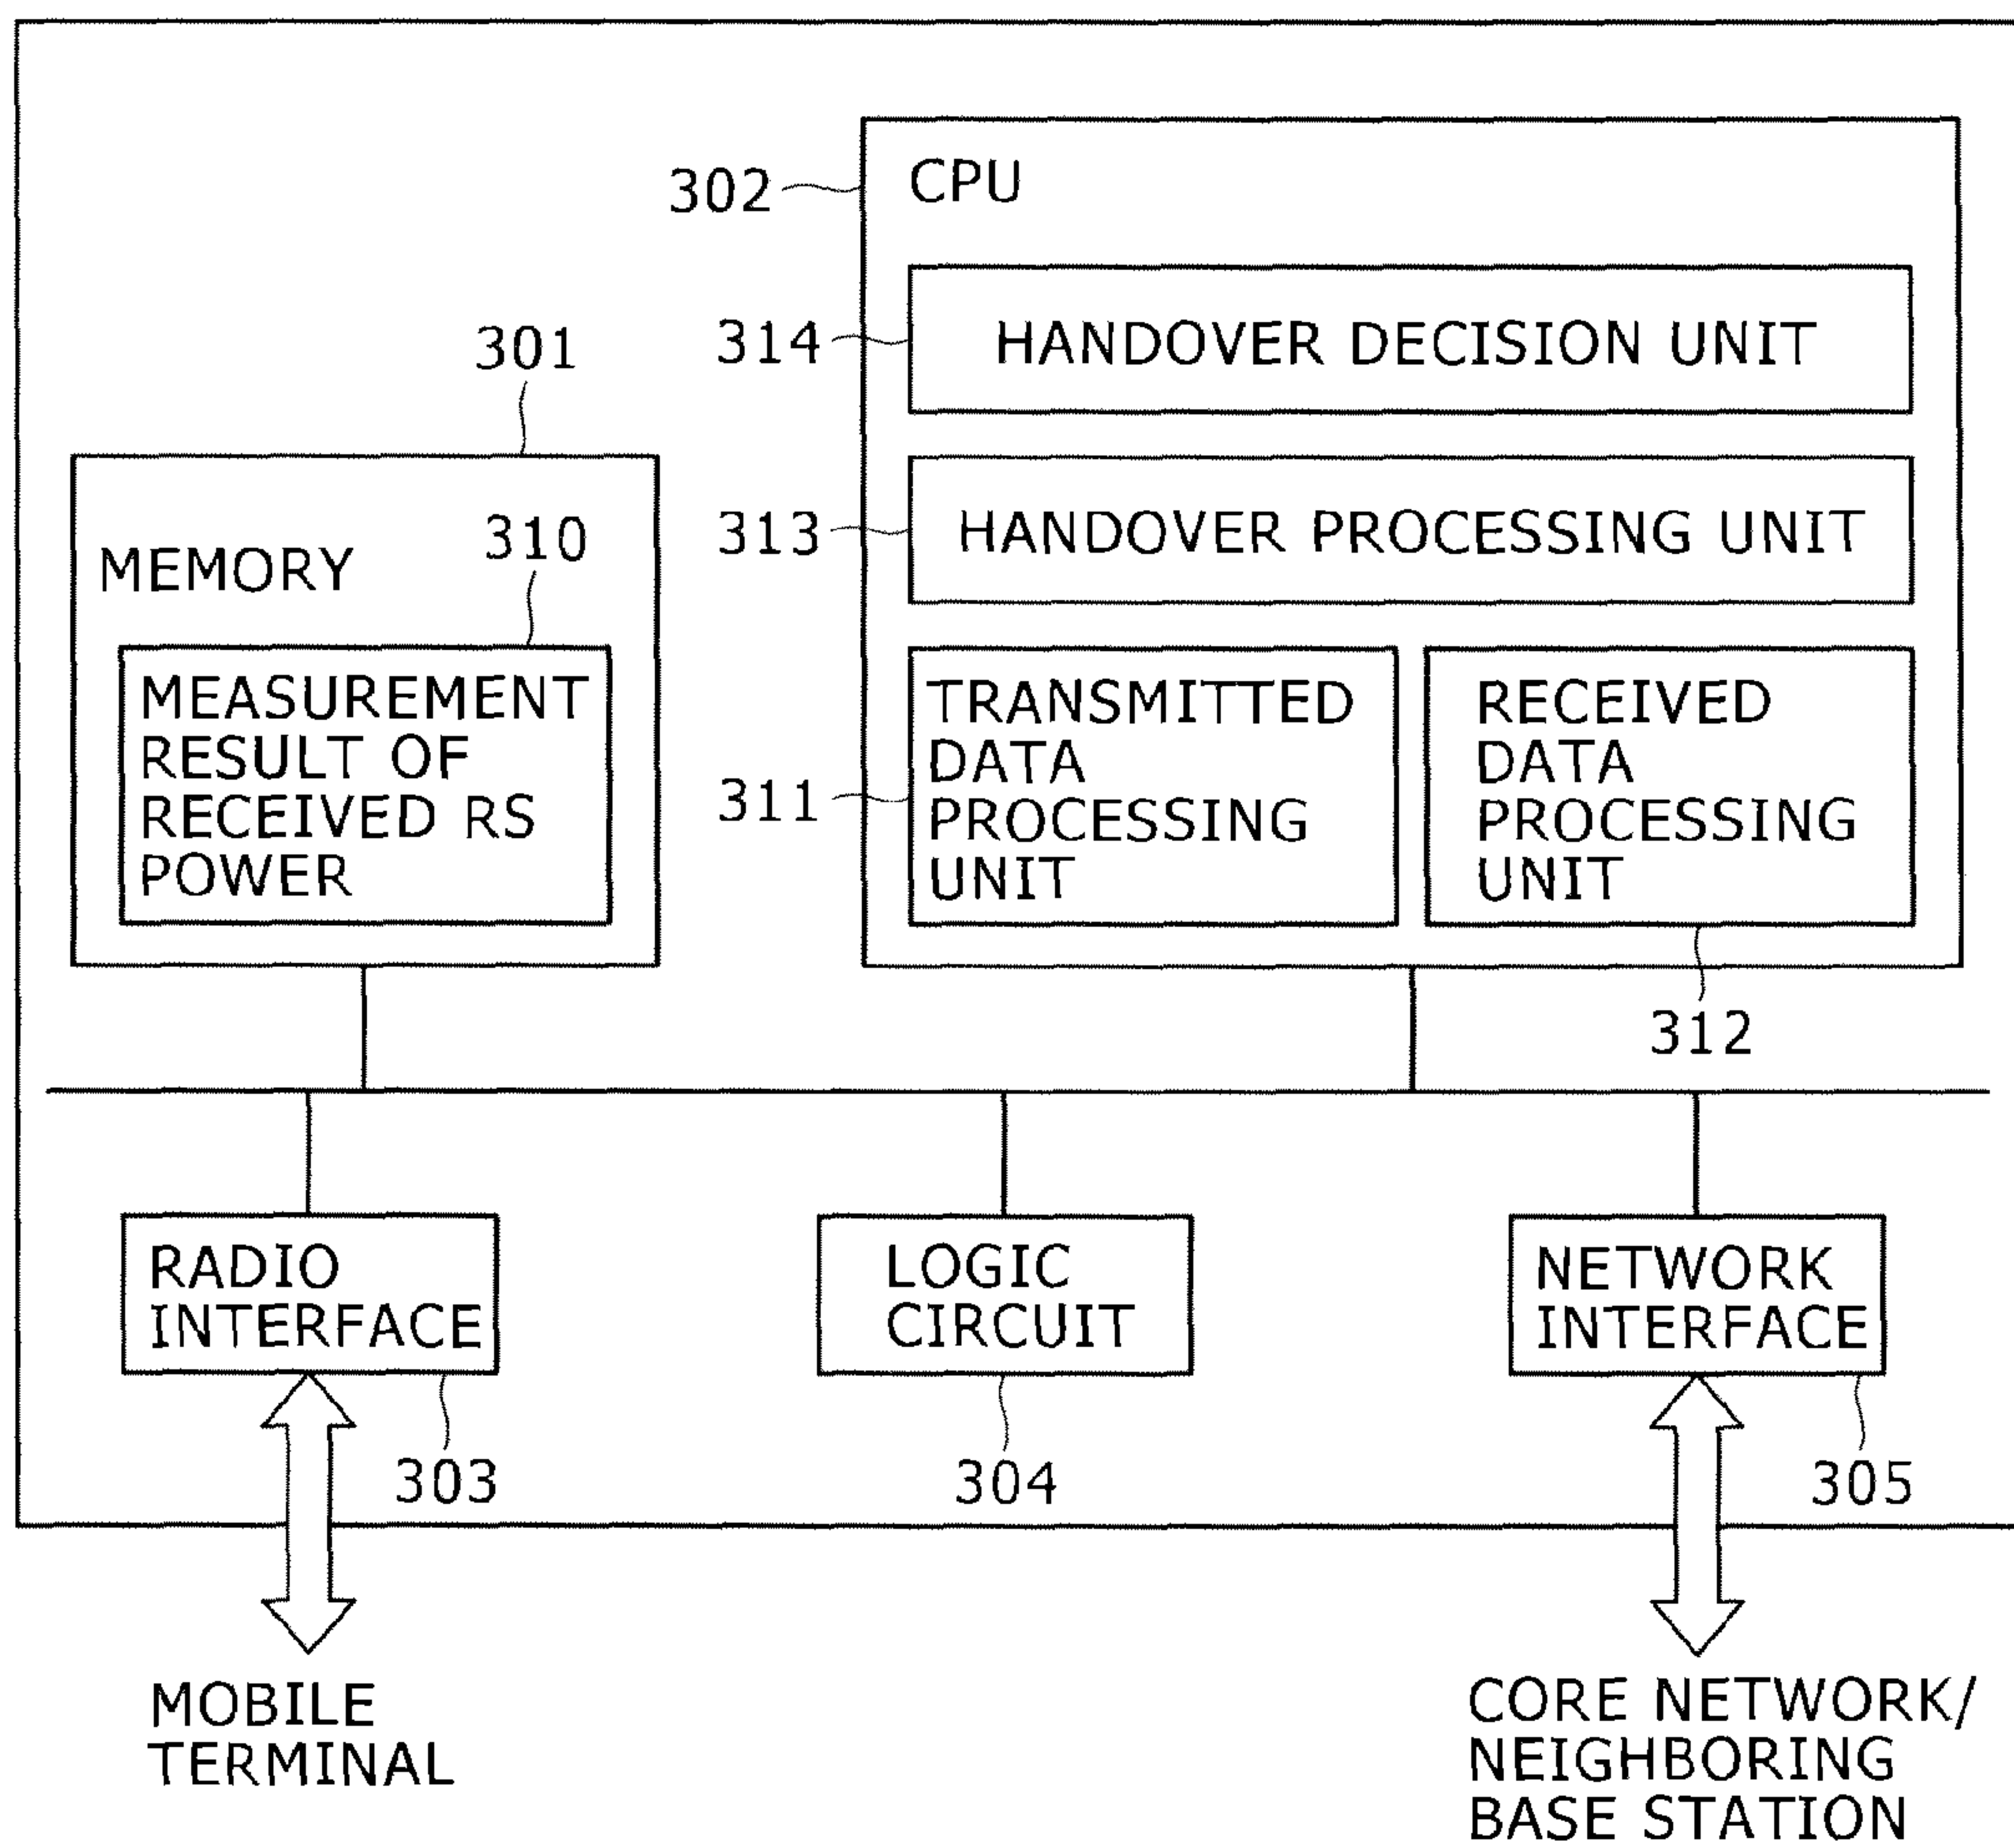 302
CPU
314
HANDOVER DECISION UNIT
301
313
HANDOVER PROCESSING UNIT
MEMORY
310
MEASUREMENT
RESULT OF
RECEIVED RS
POWER
311
TRANSMITTED
DATA
PROCESSING
UNIT
RECEIVED
DATA
PROCESSING
UNIT
312
RADIO
INTERFACE
303
LOGIC
CIRCUIT
304
NETWORK
INTERFACE
305
MOBILE
TERMINAL
CORE NETWORK/
NEIGHBORING
BASE STATION